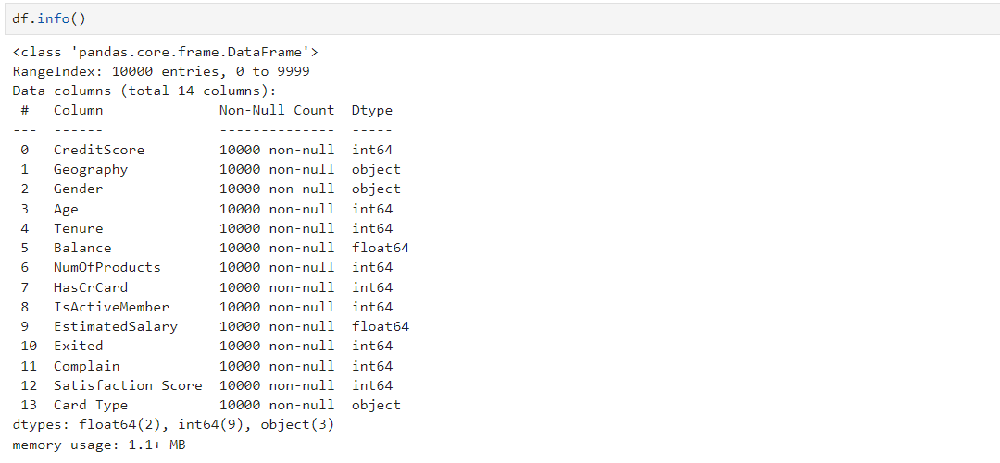 df.info()
<class 'pandas.core.frame.DataFrame'>
RangeIndex: 10000 entries, 0 to 9999
Data columns (total 14 columns):
 #   Column              Non-Null Count  Dtype
---  ------              --------------  -----
 0   CreditScore         10000 non-null  int64
 1   Geography           10000 non-null  object
 2   Gender              10000 non-null  object
 3   Age                 10000 non-null  int64
 4   Tenure              10000 non-null  int64
 5   Balance             10000 non-null  float64
 6   NumOfProducts       10000 non-null  int64
 7   HasCrCard           10000 non-null  int64
 8   IsActiveMember      10000 non-null  int64
 9   EstimatedSalary     10000 non-null  float64
 10  Exited              10000 non-null  int64
 11  Complain            10000 non-null  int64
 12  Satisfaction Score  10000 non-null  int64
 13  Card Type           10000 non-null  object
dtypes: float64(2), int64(9), object(3)
memory usage: 1.1+ MB